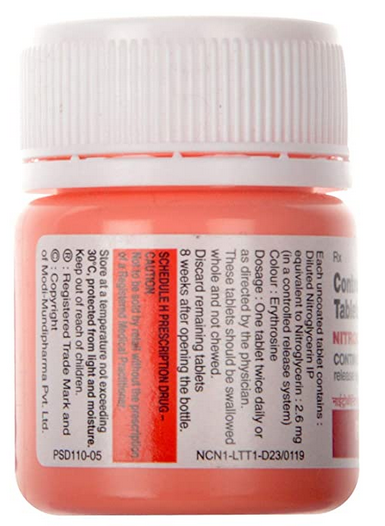 Rx
NITRO
CONTIN
release
Each uncoated tablet contains :
Diluted Nitroglycerin IP
equivalent to Nitroglycerin : 2.6 mg
(in a controlled release system)
Colour : Erythrosine
Dosage : One tablet twice daily or
as directed by the physician.
These tablets should be swallowed
whole and not chewed.
Discard remaining tablets
8 weeks after opening the bottle.
SCHEDULE H PRESCRIPTION DRUG –
CAUTION
Not to be sold by retail without the prescription
of a Registered Medical Practitioner.
Store at a temperature not exceeding
30°C, protected from light and moisture.
Keep out of reach of children.
® : Registered Trade Mark and
© : Copyright
of Modi-Mundipharma Pvt. Ltd.
PSD110-05
NCN1-LTT1-D23/0119